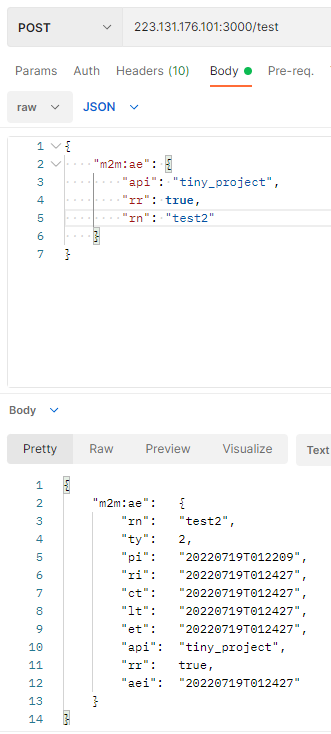 POST 223.131.176.101:3000/test
Params Auth Headers (10) Body Pre-req.
raw JSON
1 {
2 "m2m:ae": {
3 "api": "tiny_project",
4 "rr": true,
5 "rn": "test2"
6 }
7 }
Body
Pretty Raw Preview Visualize Text
1 {
2 "m2m:ae": {
3 "rn": "test2",
4 "ty": 2,
5 "pi": "20220719T012209",
6 "ri": "20220719T012427",
7 "ct": "20220719T012427",
8 "lt": "20220719T012427",
9 "et": "20220719T012427",
10 "api": "tiny_project",
11 "rr": true,
12 "aei": "20220719T012427"
13 }
14 }